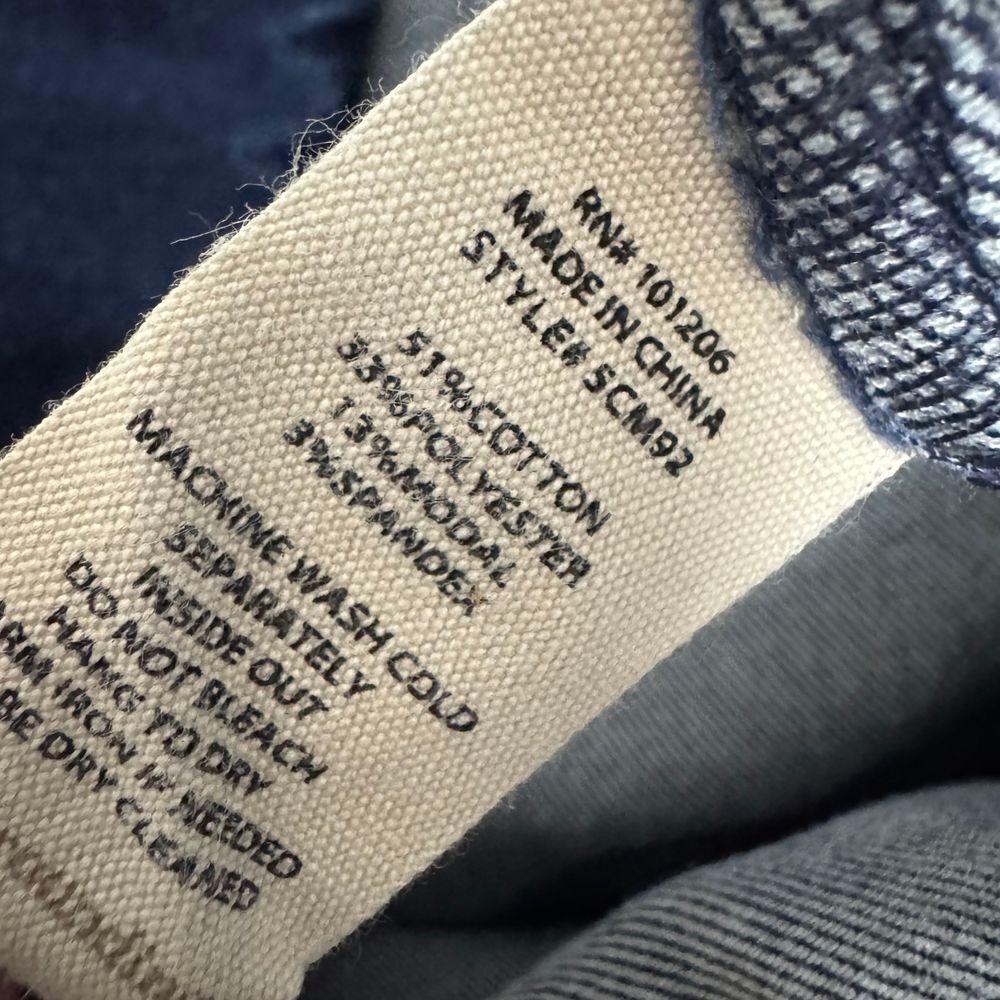 RN# 101206
MADE IN CHINA
STYLE# SCM92
51%COTTON
33%POLYESTER
13%MODAL
3%SPANDEX
MACHINE WASH COLD
SEPARATELY
INSIDE OUT
DO NOT BLEACH
HANG TO DRY
IRON IF NEEDED
BE DRY CLEANED